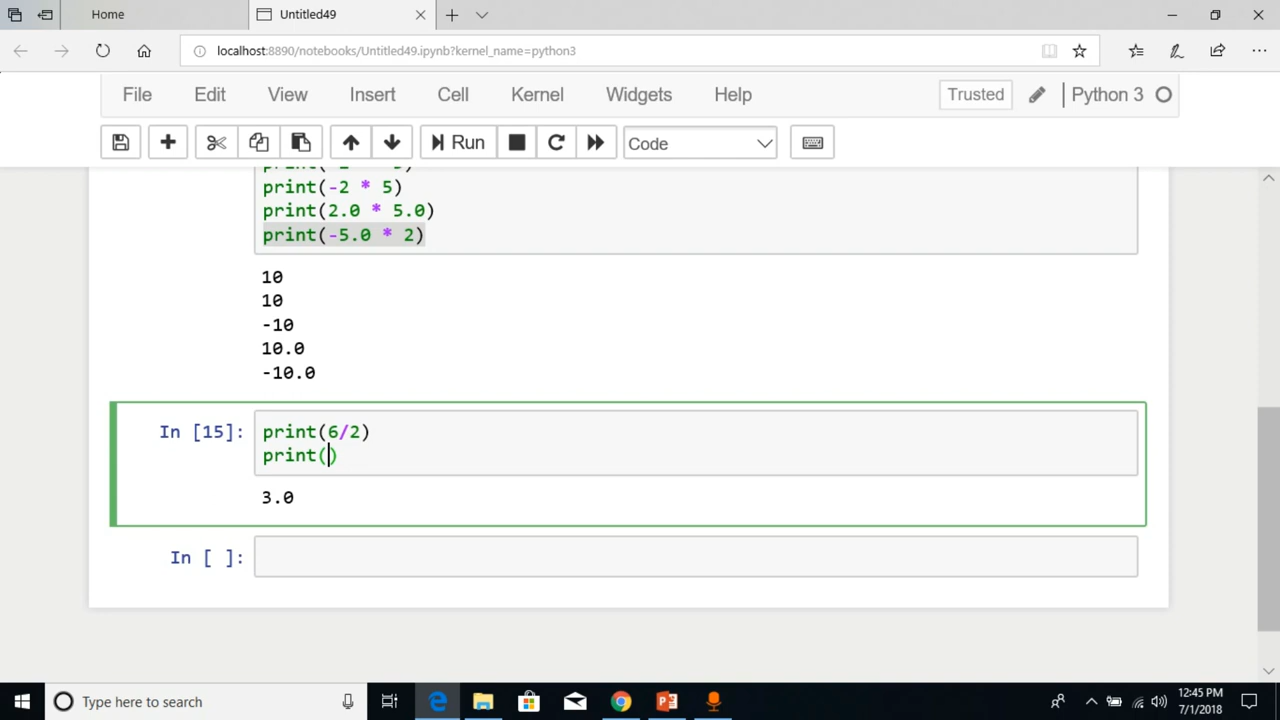 Home
Untitled49
localhost:8890/notebooks/Untitled49.ipynb?kernel_name=python3
File Edit View Insert Cell Kernel Widgets Help Trusted Python 3
Run Code
print(-2 * 5)
print(2.0 * 5.0)
print(-5.0 * 2)
10
10
-10
10.0
-10.0
In [15]: print(6/2)
print()
3.0
In [ ]:
Type here to search
12:45 PM
7/1/2018